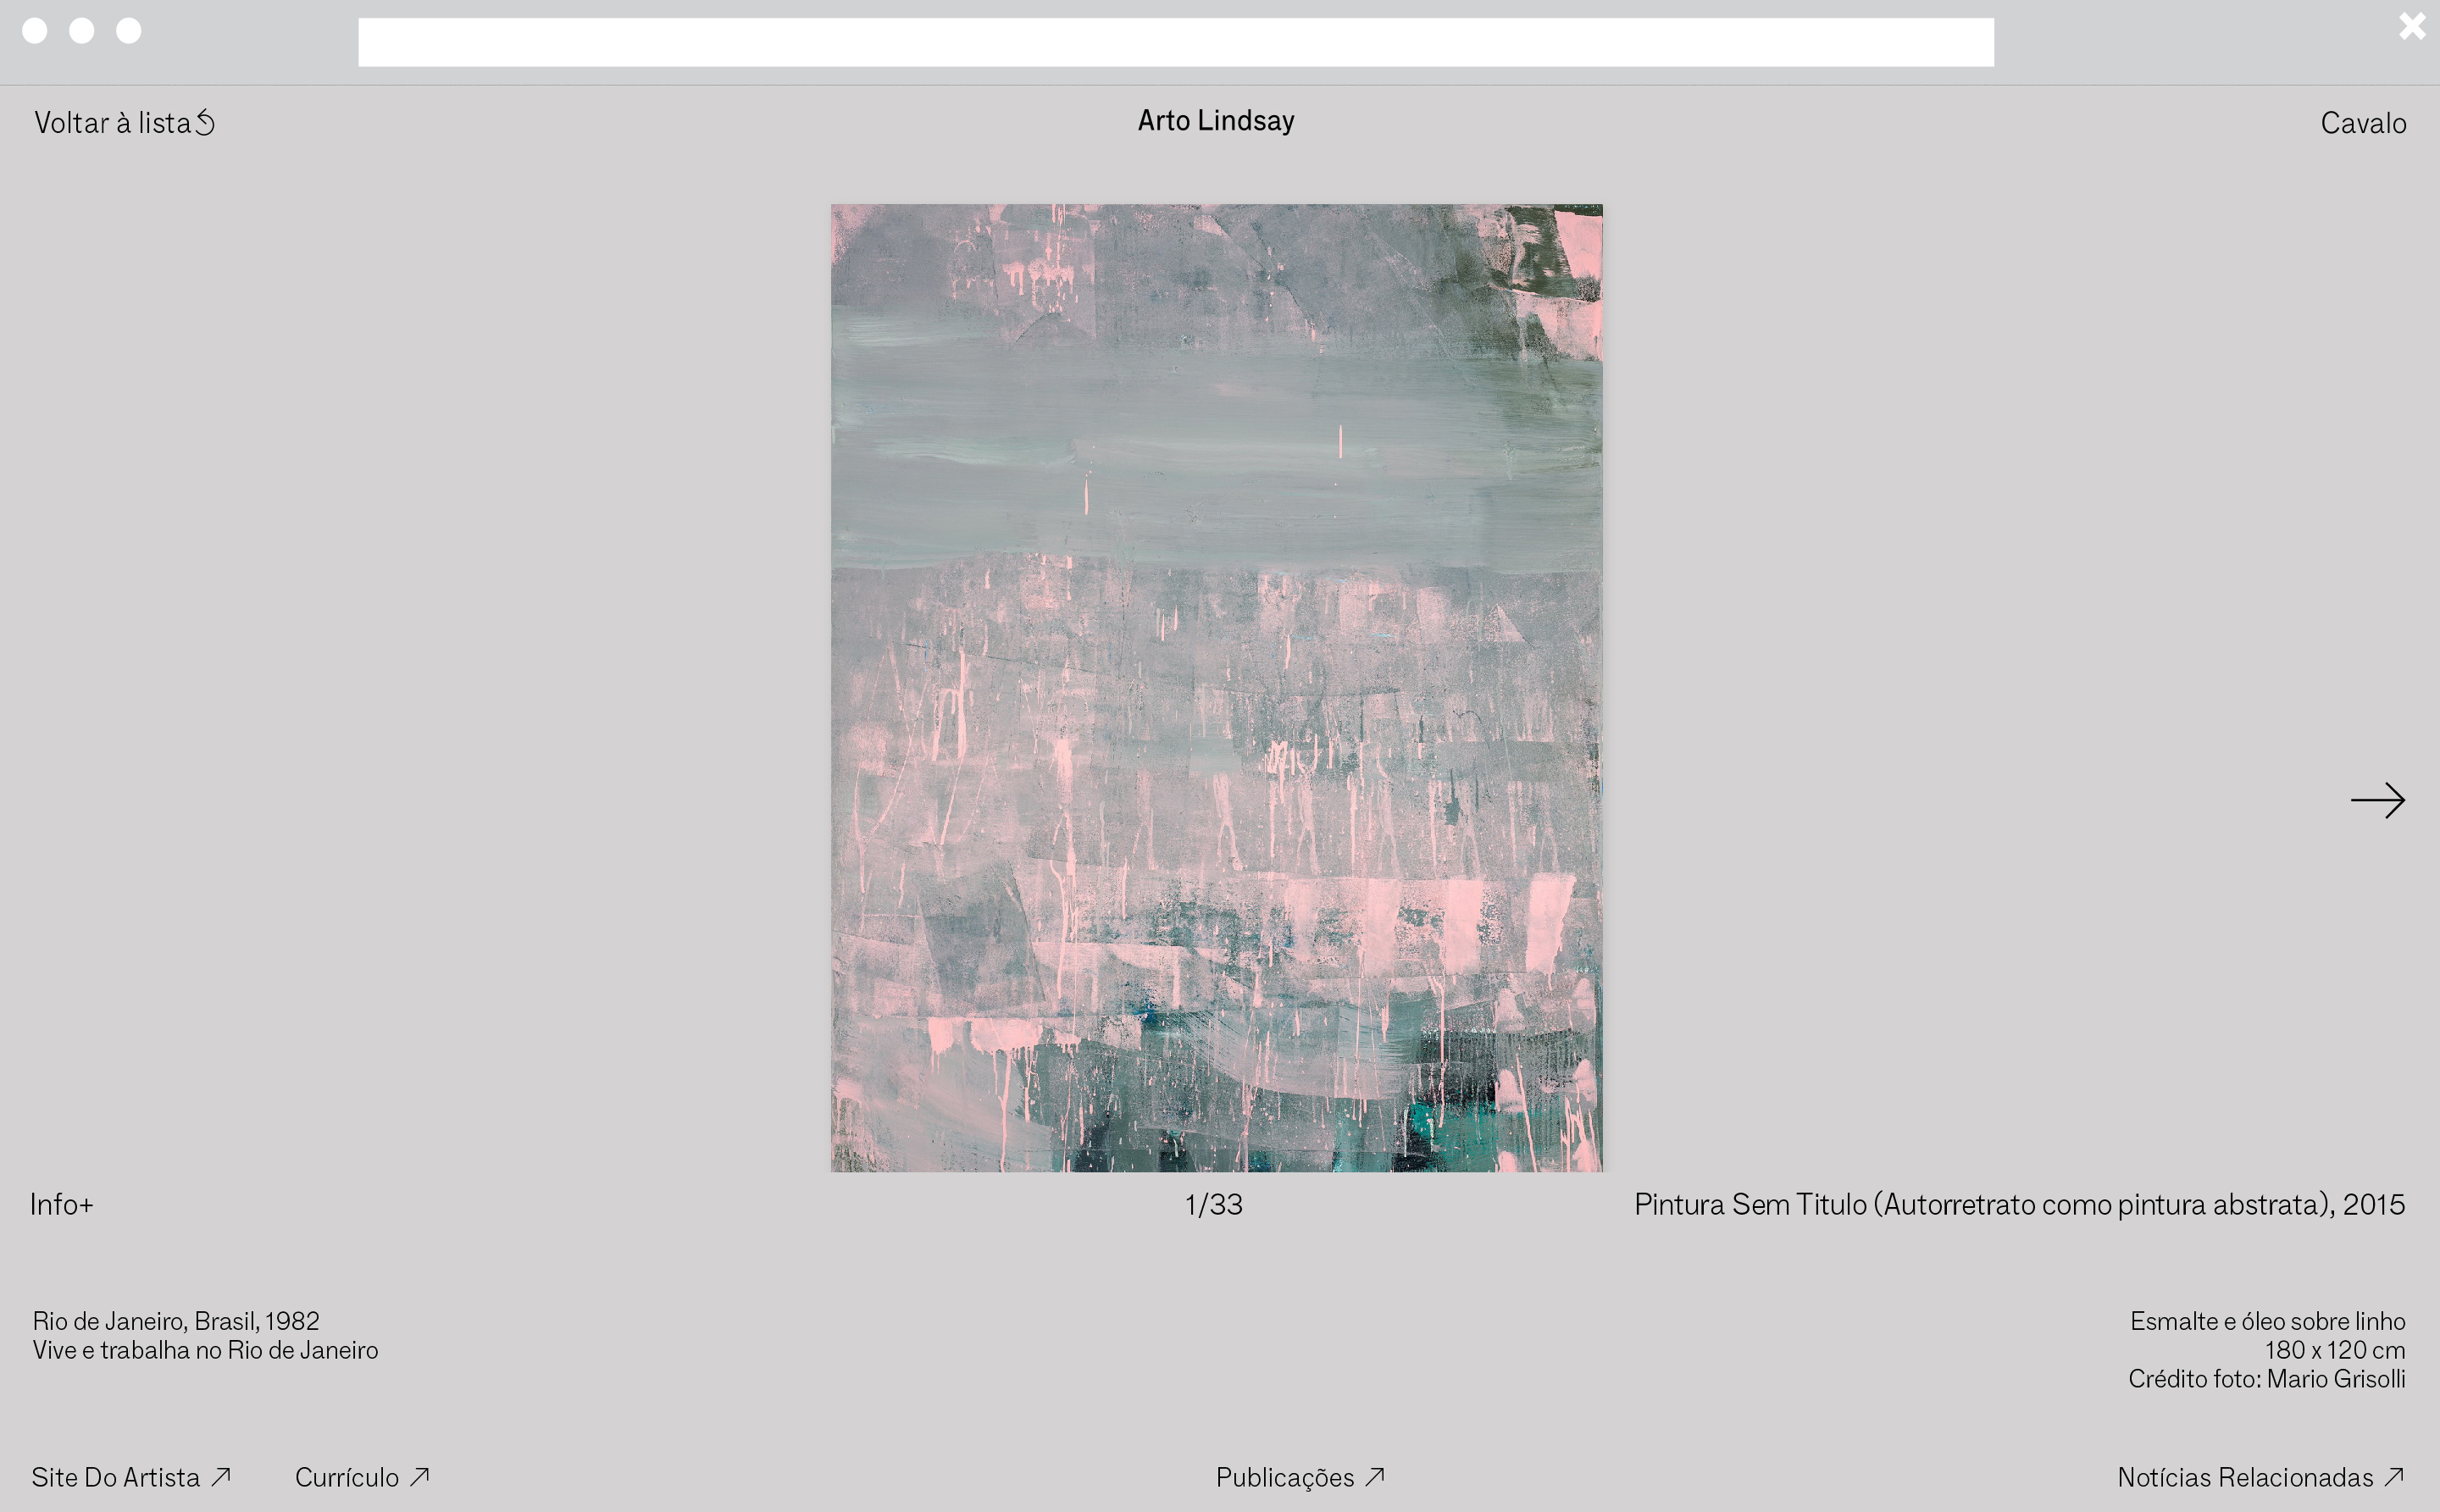 Voltar à lista
Arto Lindsay
Cavalo
Info+
1/33
Pintura Sem Titulo (Autorretrato como pintura abstrata), 2015
Rio de Janeiro, Brasil, 1982
Vive e trabalha no Rio de Janeiro
Esmalte e óleo sobre linho
180 x 120 cm
Crédito foto: Mario Grisolli
Site Do Artista ↗
Currículo ↗
Publicações ↗
Notícias Relacionadas ↗